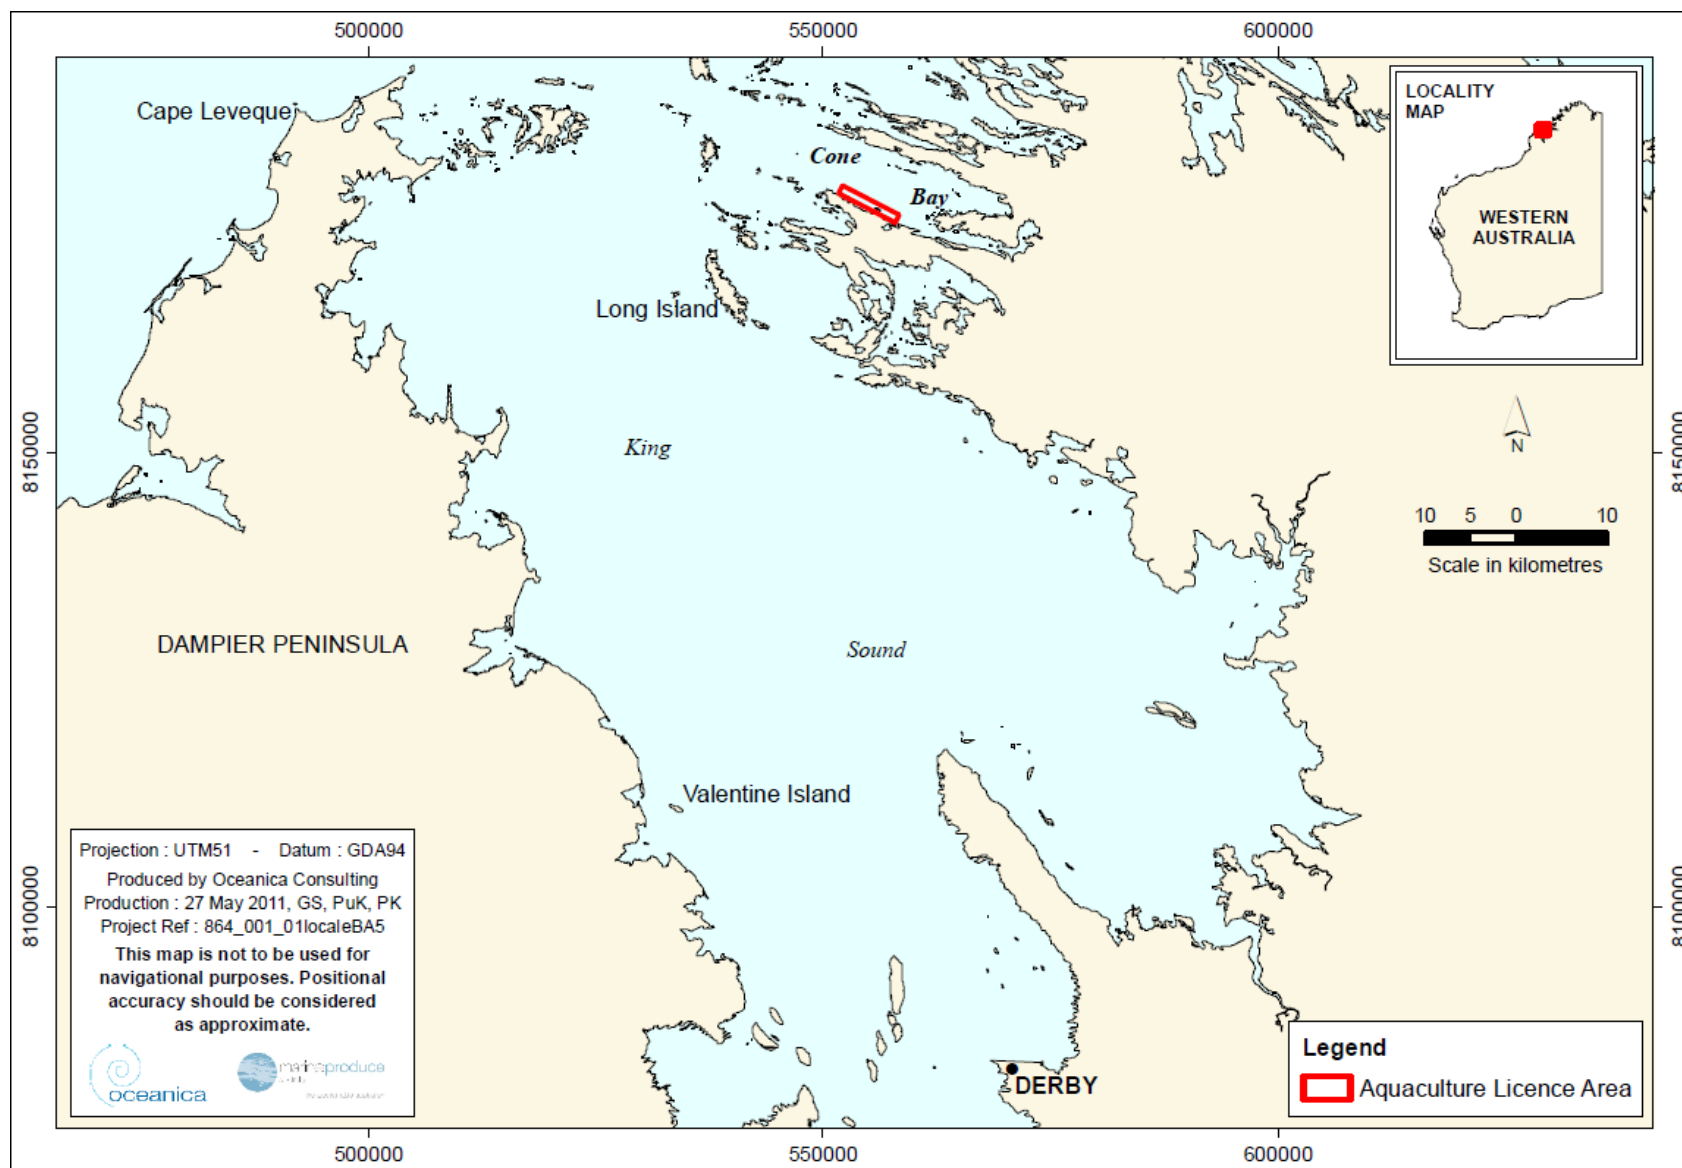 500000
550000
600000
Cape Leveque
Cone
Bay
LOCALITY
MAP
WESTERN
AUSTRALIA
Long Island
King
8150000
8150000
N
10 5 0 10
Scale in kilometres
DAMPIER PENINSULA
Sound
Valentine Island
Projection : UTM51 - Datum : GDA94
Produced by Oceanica Consulting
Production : 27 May 2011, GS, PuK, PK
Project Ref : 864_001_01localeBA5
This map is not to be used for
navigational purposes. Positional
accuracy should be considered
as approximate.
oceanica
marineproduce
8100000
8100000
DERBY
Legend
Aquaculture Licence Area
500000
550000
600000